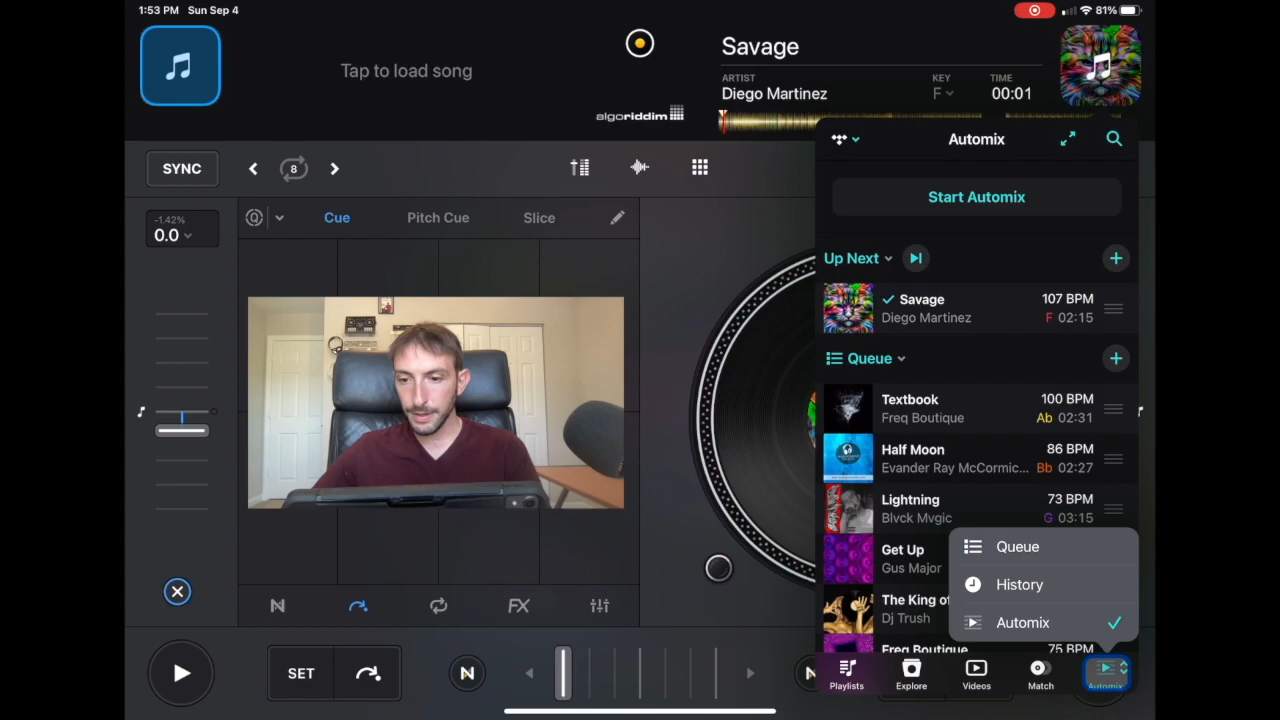 1:53 PM Sun Sep 4
81%
Tap to load song
algoriddim
Savage
ARTIST
Diego Martinez
KEY
F
TIME
00:01
SYNC
8
-1.42%
0.0
Cue
Pitch Cue
Slice
FX
SET
N
Automix
Start Automix
Up Next
Savage
Diego Martinez
107 BPM
F 02:15
Queue
Textbook
Freq Boutique
100 BPM
Ab 02:31
Half Moon
Evander Ray McCormic...
86 BPM
Bb 02:27
Lightning
Blvck Mvgic
73 BPM
G 03:15
Get Up
Gus Major
The King of
Dj Trush
Freq Boutique
75 BPM
Queue
History
Automix
Playlists
Explore
Videos
Match
Automix